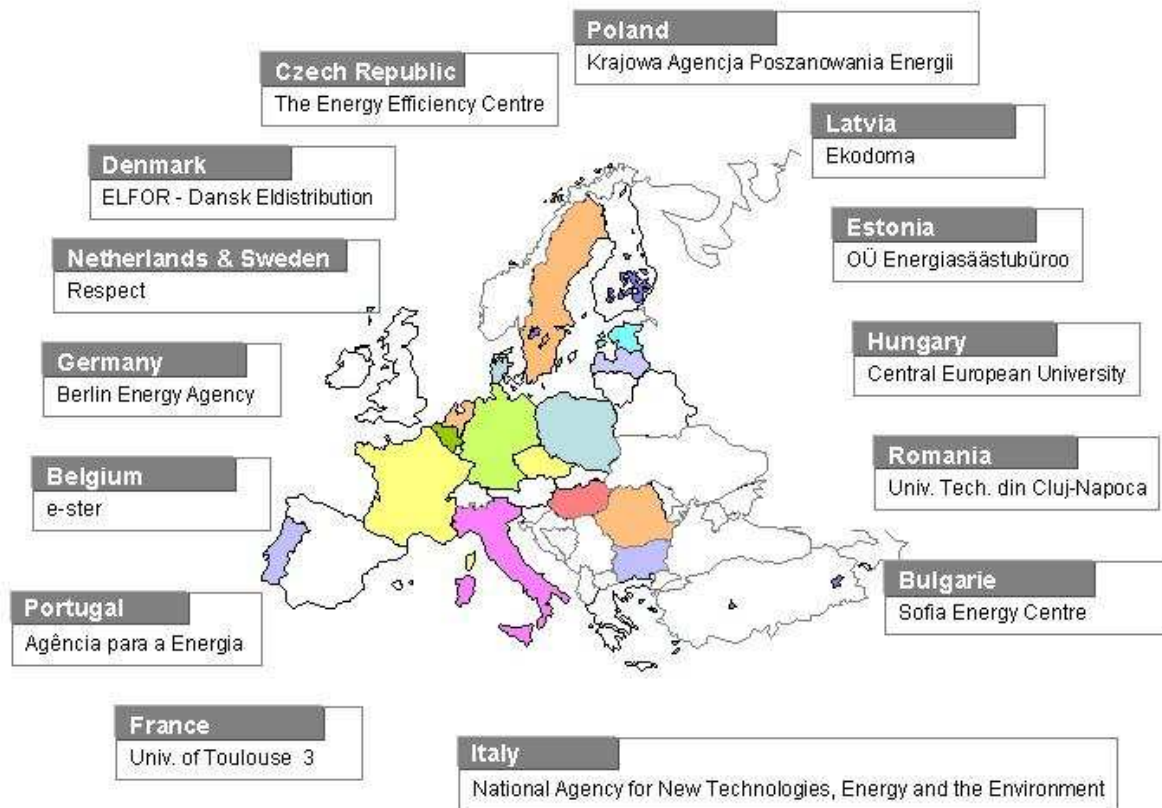 Poland
Krajowa Agencja Poszanowania Energii
Czech Republic
The Energy Efficiency Centre
Latvia
Ekodoma
Denmark
ELFOR - Dansk Eldistribution
Estonia
OÜ Energiasäästubüroo
Netherlands & Sweden
Respect
Hungary
Central European University
Germany
Berlin Energy Agency
Romania
Univ. Tech. din Cluj-Napoca
Belgium
e-ster
Bulgarie
Sofia Energy Centre
Portugal
Agência para a Energia
France
Univ. of Toulouse 3
Italy
National Agency for New Technologies, Energy and the Environment